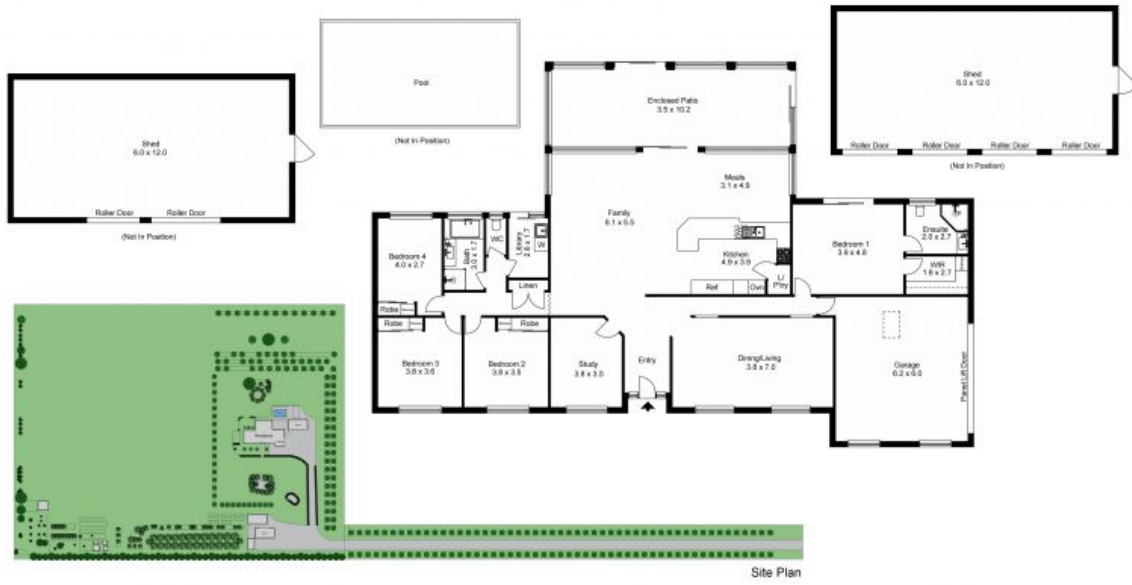 Shed
6.0 x 12.0
Roller Door
Roller Door
(Not In Position)
Pool
(Not In Position)
Shed
6.0 x 12.0
Roller Door
Roller Door
Roller Door
Roller Door
(Not In Position)
Enclosed Patio
3.5 x 10.2
Meals
3.1 x 4.9
Family
6.1 x 5.5
Kitchen
4.9 x 3.9
Ref
Ovn
L/
P'try
Bedroom 4
4.0 x 2.7
Robe
Bath
3.0 x 1.7
WC
Library
2.6 x 1.7
W
Linen
Bedroom 1
3.9 x 4.8
Ensuite
2.0 x 2.7
WIR
1.6 x 2.7
Robe
Bedroom 3
3.8 x 3.6
Robe
Bedroom 2
3.8 x 3.5
Study
3.8 x 3.0
Entry
Dining/Living
3.8 x 7.0
Garage
6.2 x 6.0
Panel Lift Door
Site Plan